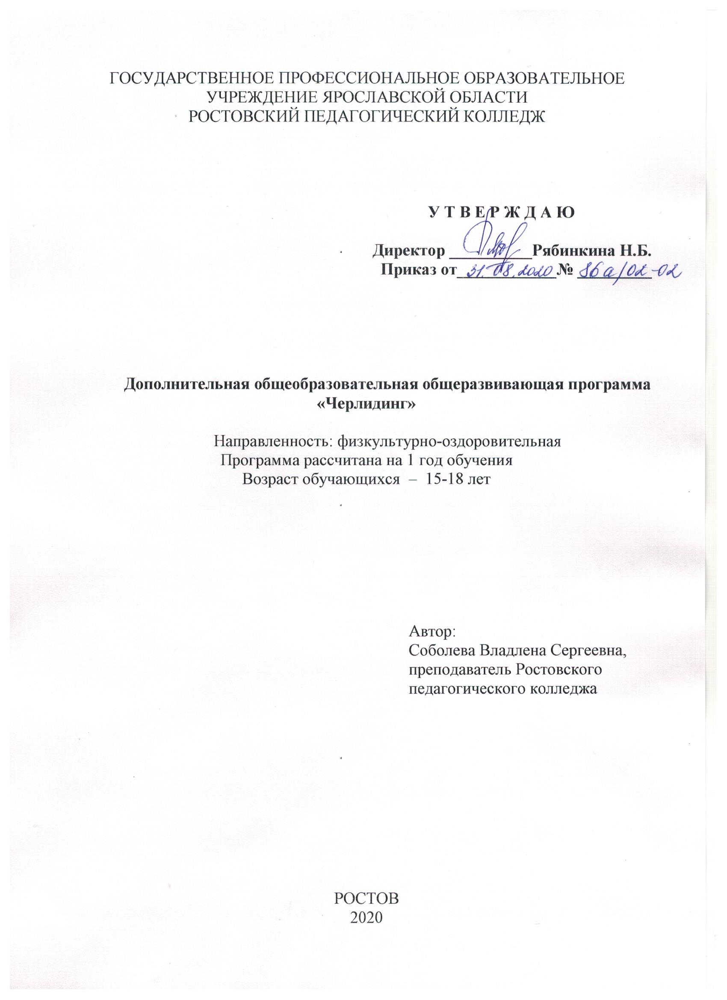 ГОСУДАРСТВЕННОЕ ПРОФЕССИОНАЛЬНОЕ ОБРАЗОВАТЕЛЬНОЕ
УЧРЕЖДЕНИЕ ЯРОСЛАВСКОЙ ОБЛАСТИ
РОСТОВСКИЙ ПЕДАГОГИЧЕСКИЙ КОЛЛЕДЖ
У Т В Е Р Ж Д А Ю
Директор __________Рябинкина Н.Б.
Приказ от 31.08.2020 № 86а/02-02
Дополнительная общеобразовательная общеразвивающая программа
«Черлидинг»
Направленность: физкультурно-оздоровительная
Программа рассчитана на 1 год обучения
Возраст обучающихся – 15-18 лет
Автор:
Соболева Владлена Сергеевна,
преподаватель Ростовского
педагогического колледжа
РОСТОВ
2020